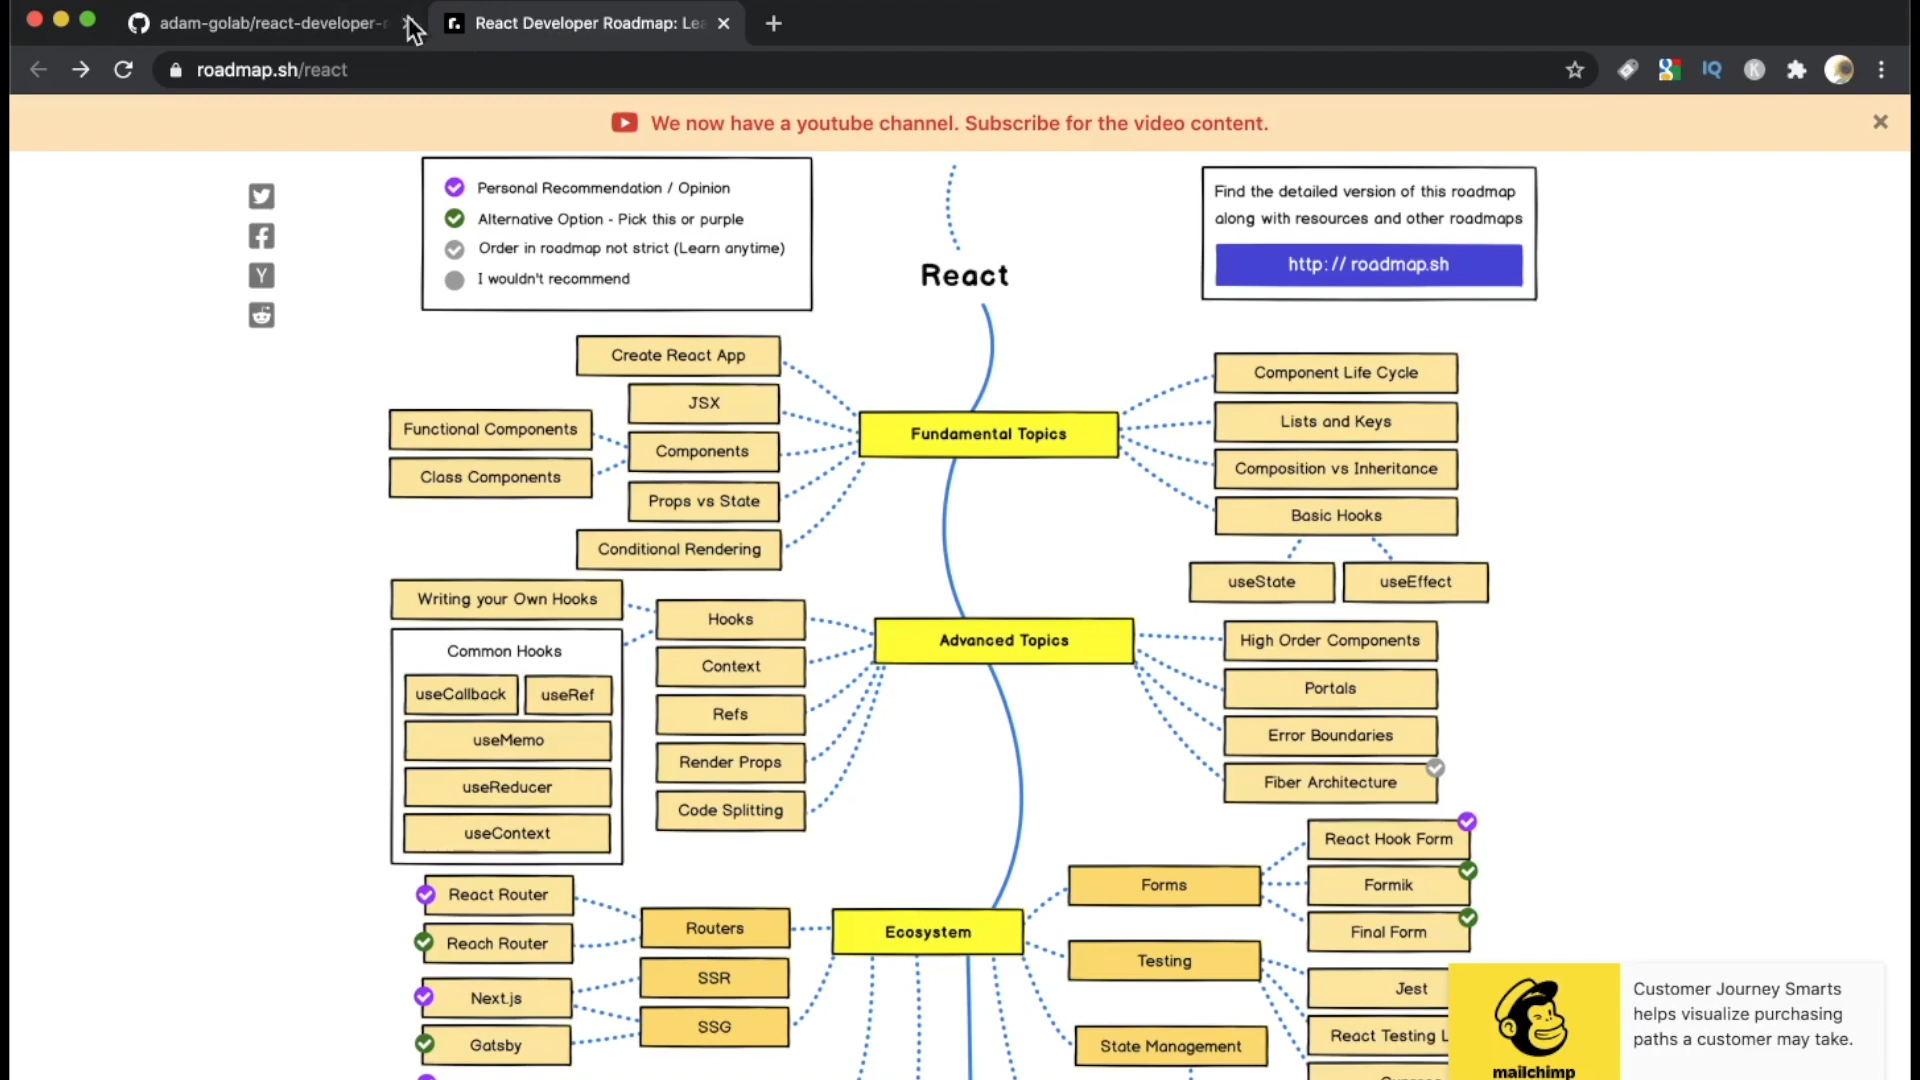 adam-golab/react-developer-r
React Developer Roadmap: Lea
roadmap.sh/react
We now have a youtube channel. Subscribe for the video content.
Personal Recommendation / Opinion
Alternative Option - Pick this or purple
Order in roadmap not strict (Learn anytime)
I wouldn't recommend
React
Find the detailed version of this roadmap
along with resources and other roadmaps
http: // roadmap.sh
Create React App
JSX
Functional Components
Components
Class Components
Props vs State
Conditional Rendering
Fundamental Topics
Component Life Cycle
Lists and Keys
Composition vs Inheritance
Basic Hooks
useState
useEffect
Writing your Own Hooks
Common Hooks
useCallback
useRef
useMemo
useReducer
useContext
Hooks
Context
Refs
Render Props
Code Splitting
Advanced Topics
High Order Components
Portals
Error Boundaries
Fiber Architecture
React Router
Reach Router
Next.js
Gatsby
Routers
SSR
SSG
Ecosystem
Forms
React Hook Form
Formik
Final Form
Testing
Jest
React Testing L
State Management
mailchimp
Customer Journey Smarts
helps visualize purchasing
paths a customer may take.